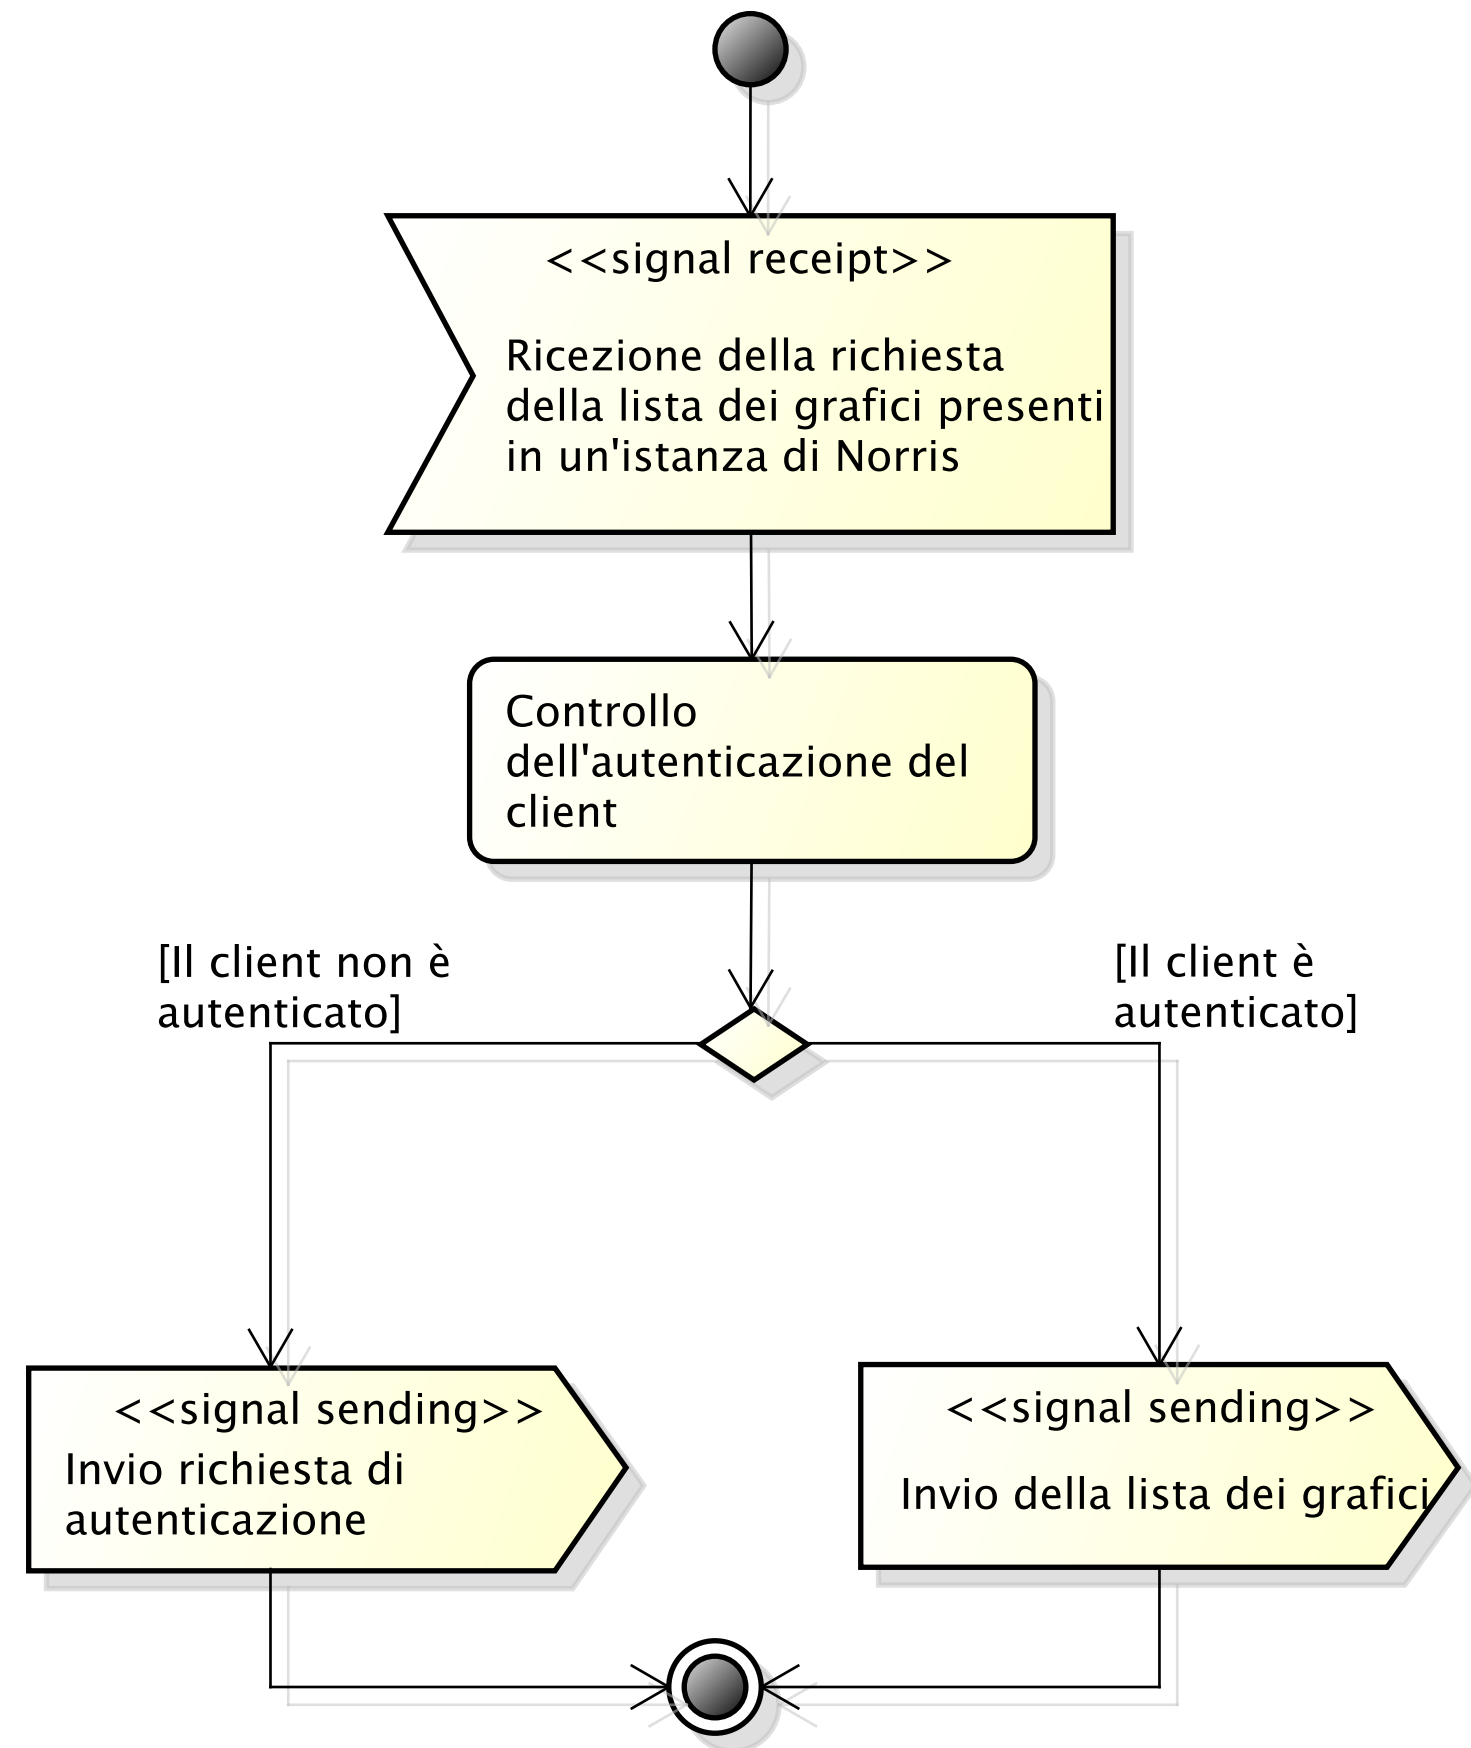 <<signal receipt>>
Ricezione della richiesta
della lista dei grafici presenti
in un'istanza di Norris
Controllo
dell'autenticazione del
client
[Il client non è
autenticato]
[Il client è
autenticato]
<<signal sending>>
Invio richiesta di
autenticazione
<<signal sending>>
Invio della lista dei grafici